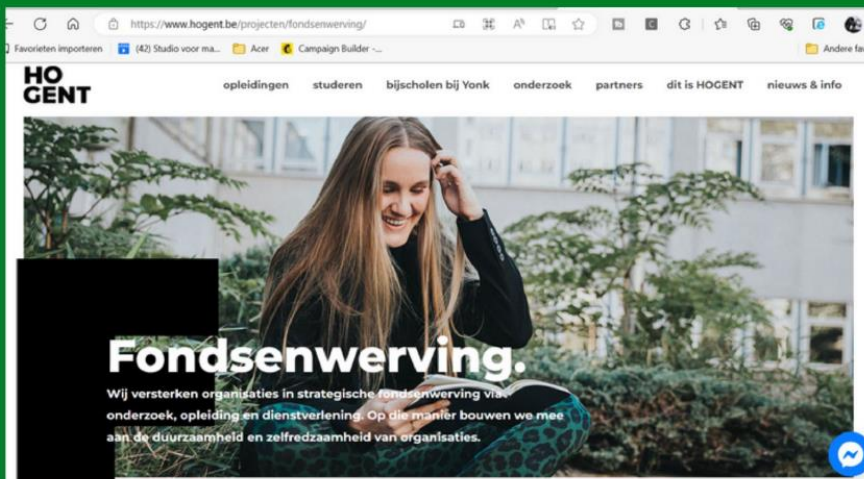 https://www.hogent.be/projecten/fondsenwerving/
Favorieten importeren (42) Studio voor ma... Acer Campaign Builder -... Andere fa
HO
GENT
opleidingen studeren bijscholen bij Yonk onderzoek partners dit is HOGENT nieuws & info
Fondsenwerving.
Wij versterken organisaties in strategische fondsenwerving via
onderzoek, opleiding en dienstverlening. Op die manier bouwen we mee
aan de duurzaamheid en zelfredzaamheid van organisaties.